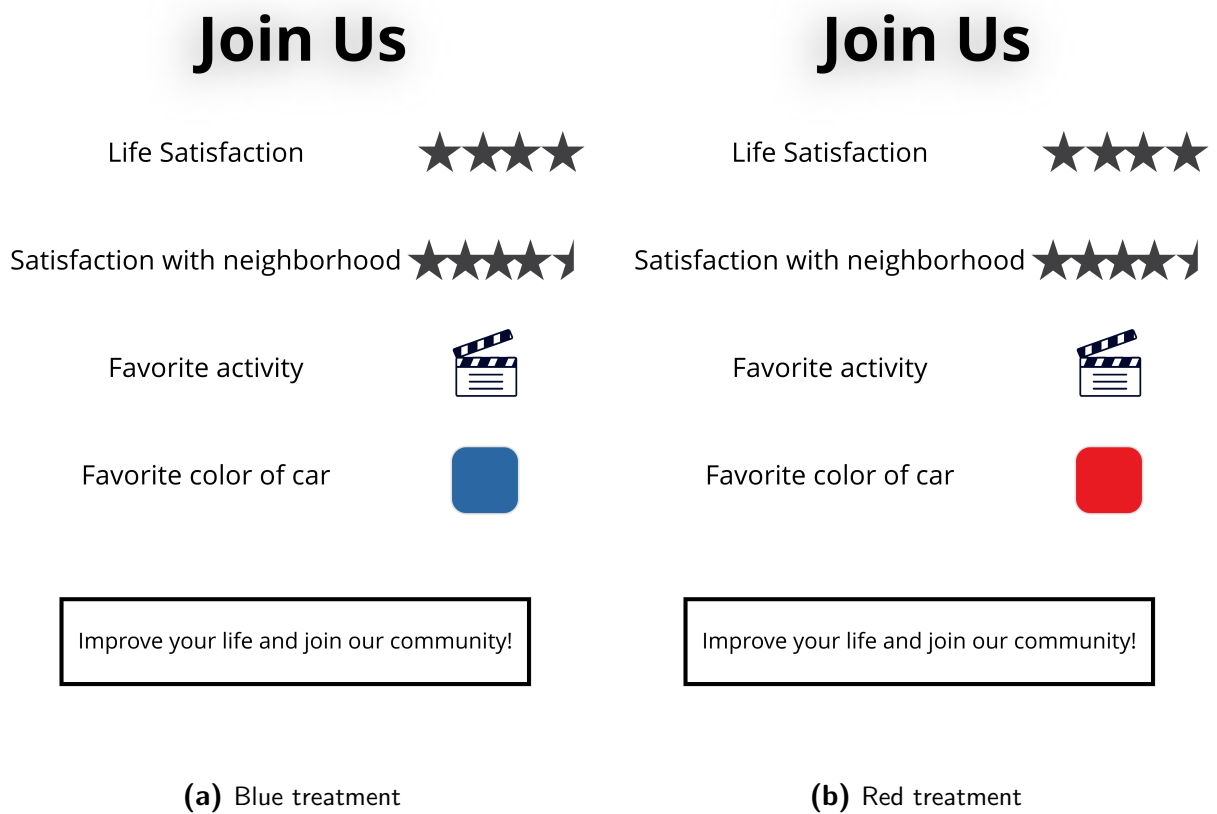 Join Us
Life Satisfaction
Satisfaction with neighborhood
Favorite activity
Favorite color of car
Improve your life and join our community!
(a) Blue treatment
Join Us
Life Satisfaction
Satisfaction with neighborhood
Favorite activity
Favorite color of car
Improve your life and join our community!
(b) Red treatment